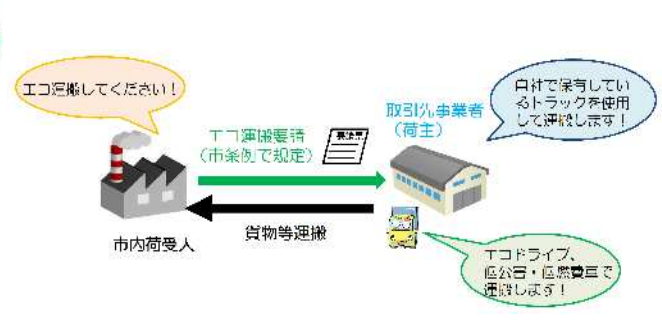 エコ運搬してください！
自社で保有してい
るトラックを使用
して運搬します！
取引先事業者
（荷主）
エコ運搬要請
（市条例で規定）
要請書
市内荷受人
貨物等運搬
エコドライブ、
低公害・低燃費車で
運搬します！